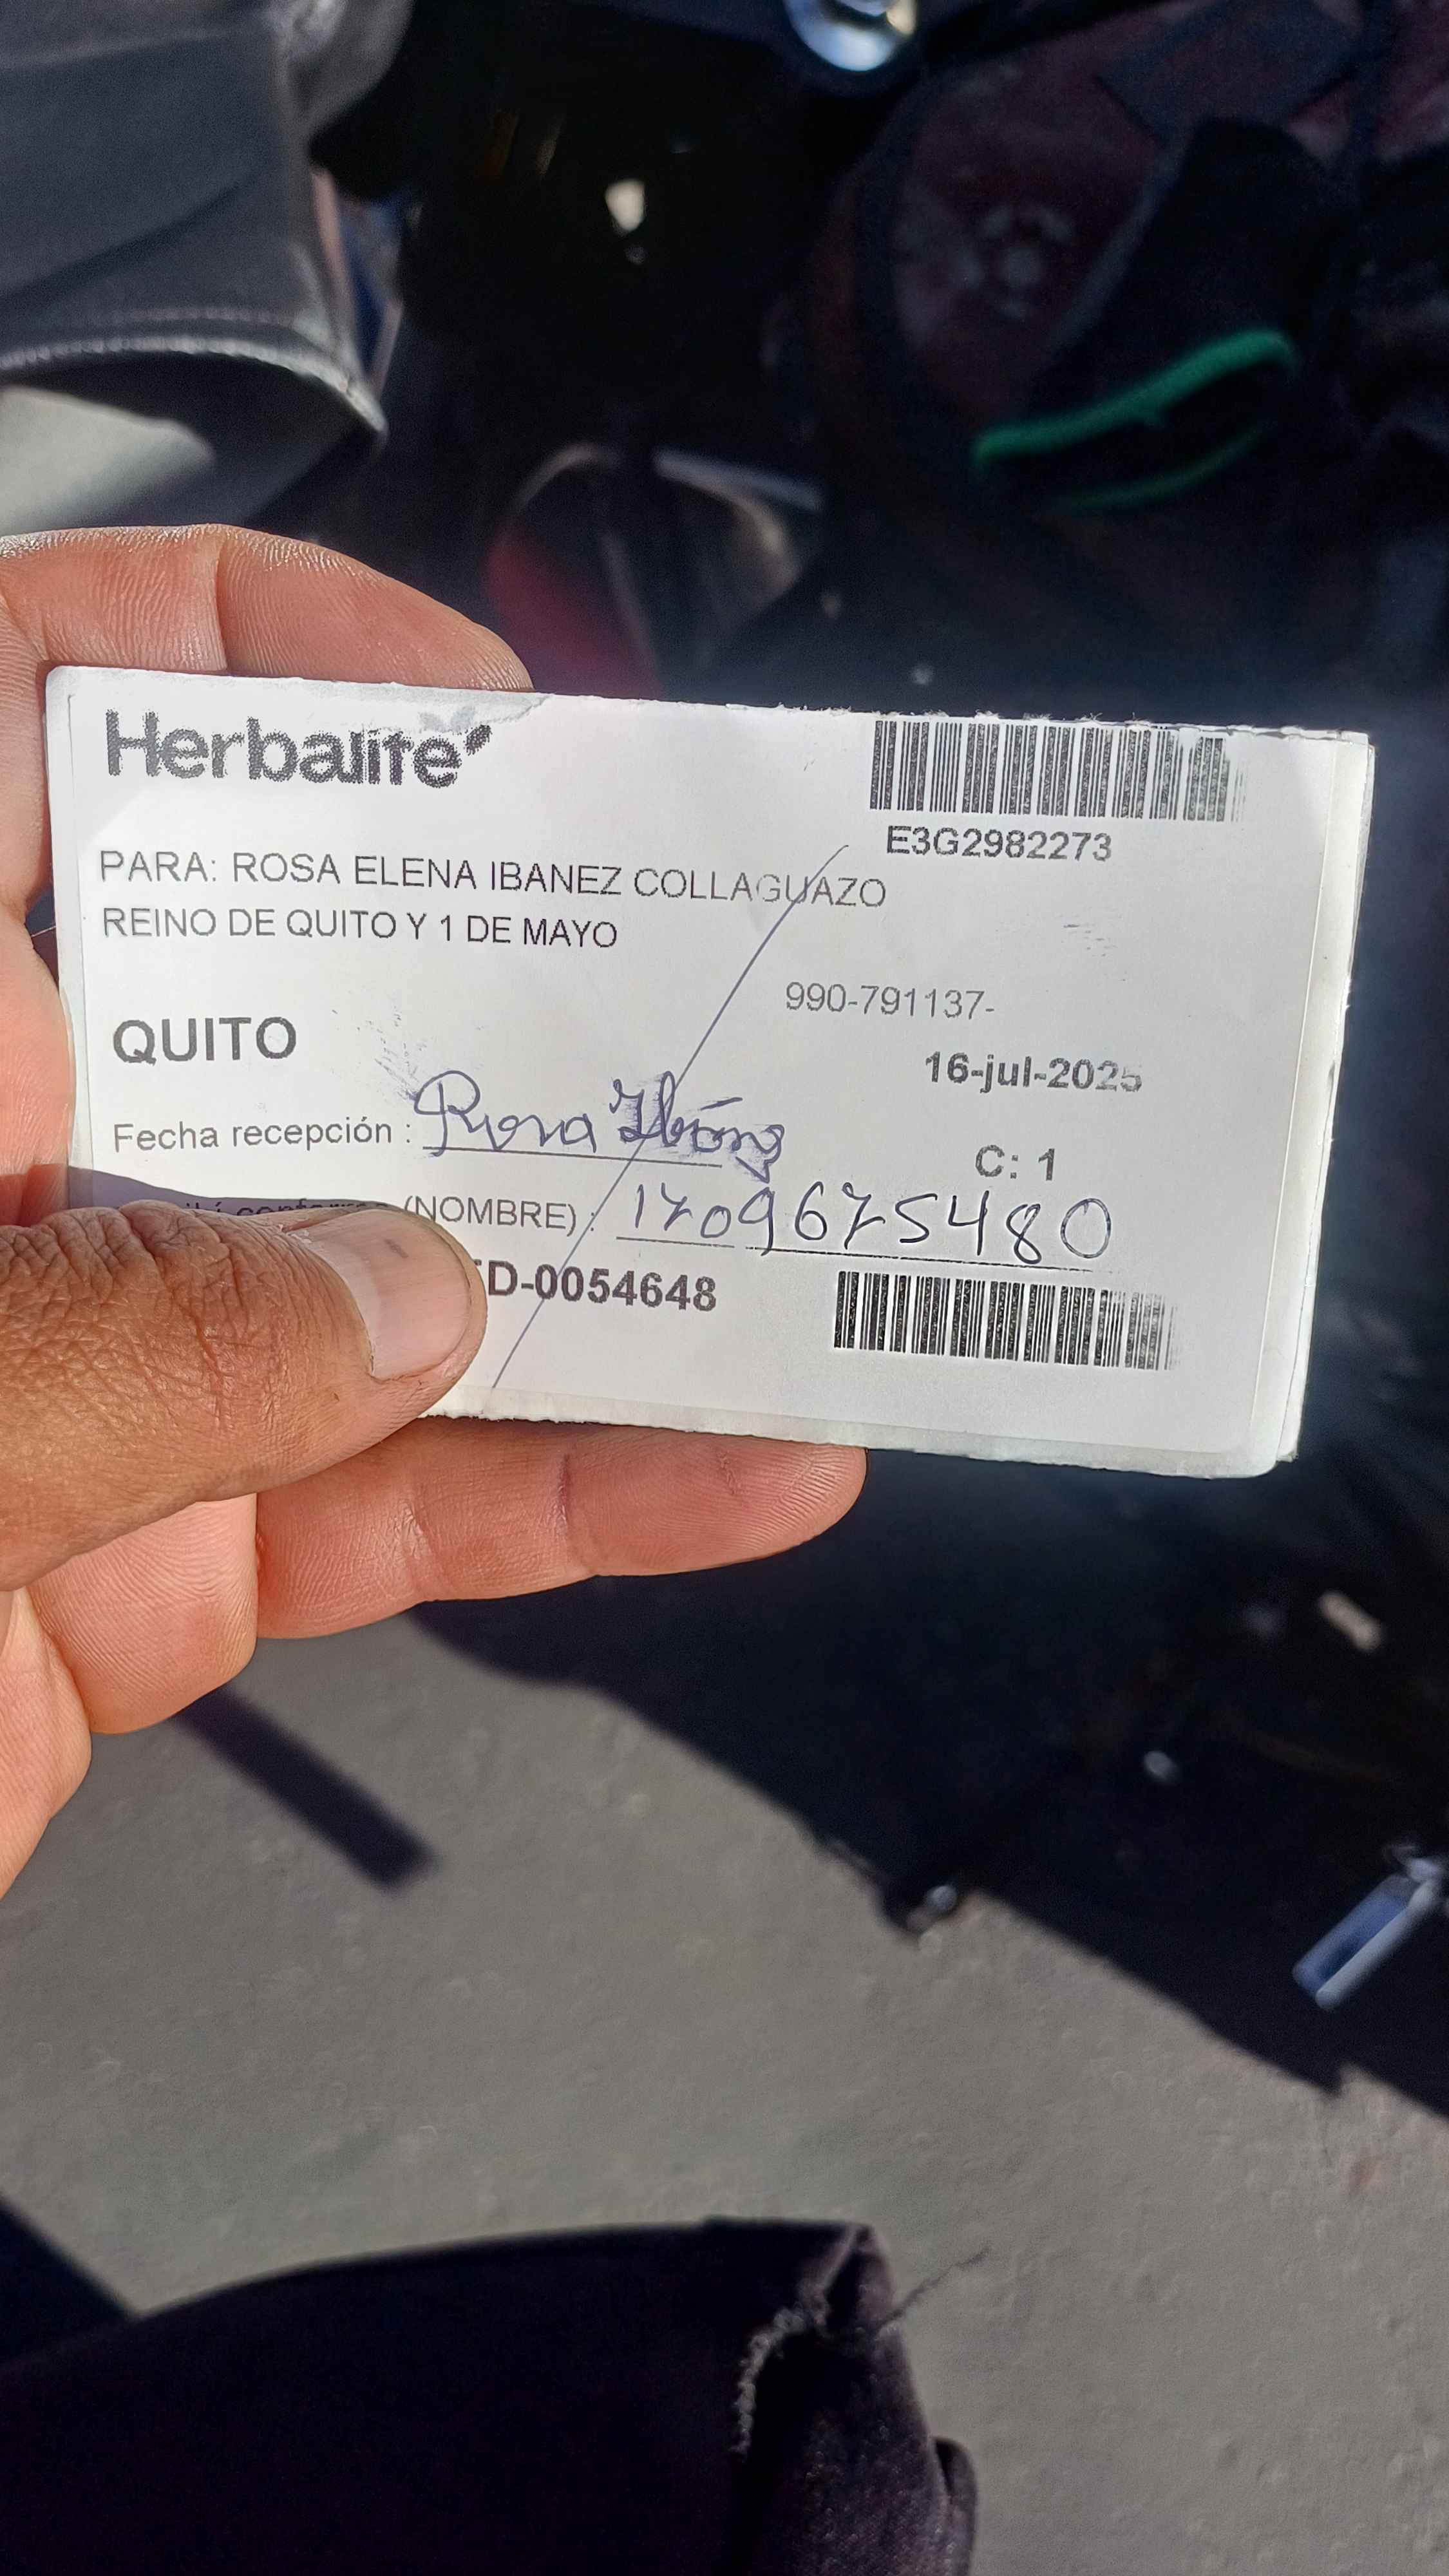 Herbalife
E3G2982273
PARA: ROSA ELENA IBANEZ COLLAGUAZO
REINO DE QUITO Y 1 DE MAYO
990-791137-
QUITO
16-jul-2025
Fecha recepción : Rosa
C: 1
(NOMBRE) : 1709675480
D-0054648